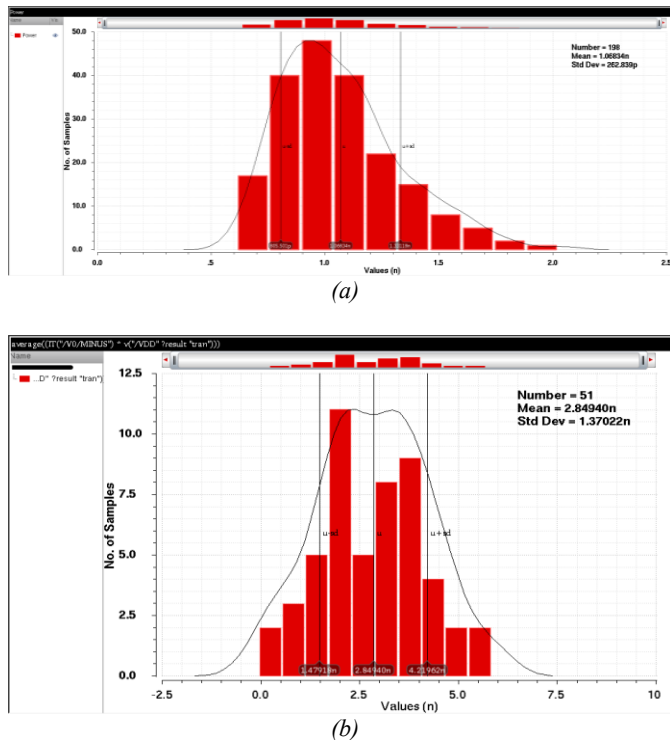 Power
Name
Power
Number = 198
Mean = 1.06834n
Std Dev = 262.839p
No. of Samples
50.0
40.0
30.0
20.0
10.0
0.0
u-sd
u
u+sd
0.0
.5
1.0
1.5
2.0
2.5
Values (n)
(a)
average((IT("/V0/MINUS") * v("/VDD" ?result "tran")))
Name
...D" ?result "tran")
Number = 51
Mean = 2.84940n
Std Dev = 1.37022n
No. of Samples
12.5
10.0
7.5
5.0
2.5
0.0
u-sd
u
u+sd
1.47918n
2.84940n
4.21962n
-2.5
0.0
2.5
5.0
7.5
10
Values (n)
(b)